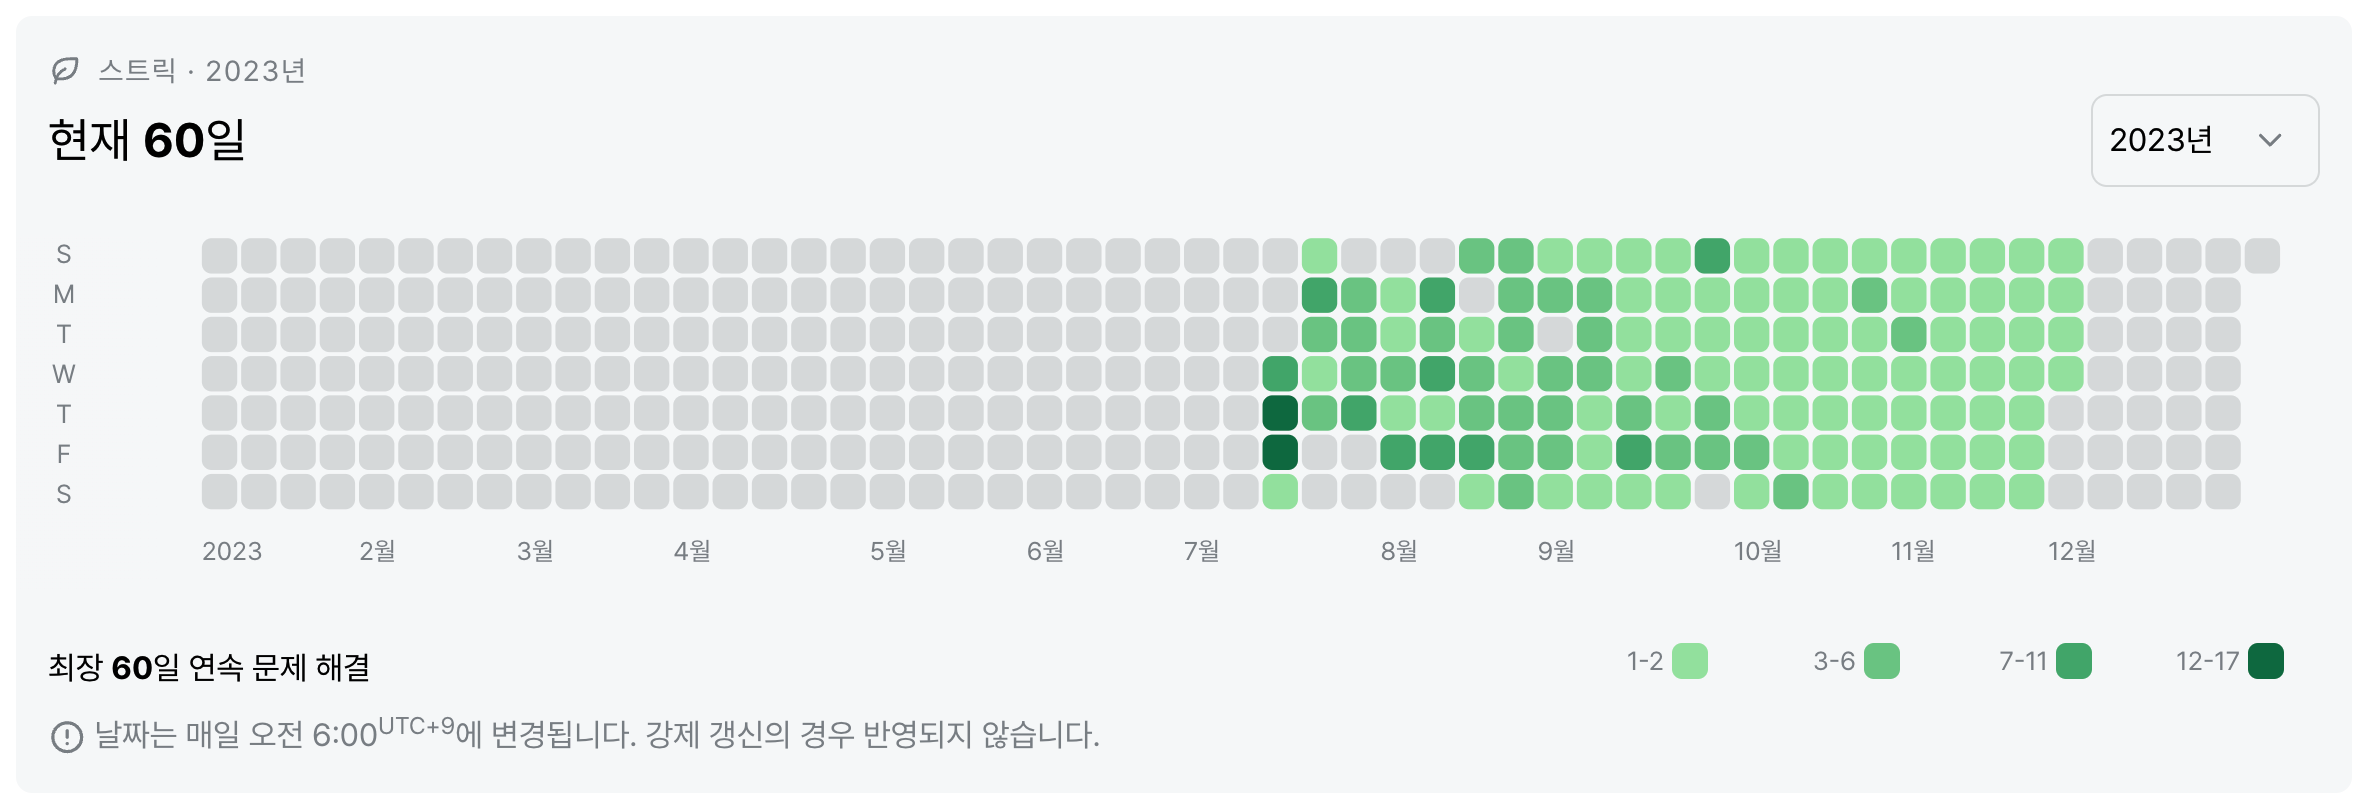 스트릭 · 2023년
현재 60일
2023년
S
M
T
W
T
F
S
2023 2월 3월 4월 5월 6월 7월 8월 9월 10월 11월 12월
최장 60일 연속 문제 해결
1-2 3-6 7-11 12-17
날짜는 매일 오전 6:00UTC+9에 변경됩니다. 강제 갱신의 경우 반영되지 않습니다.